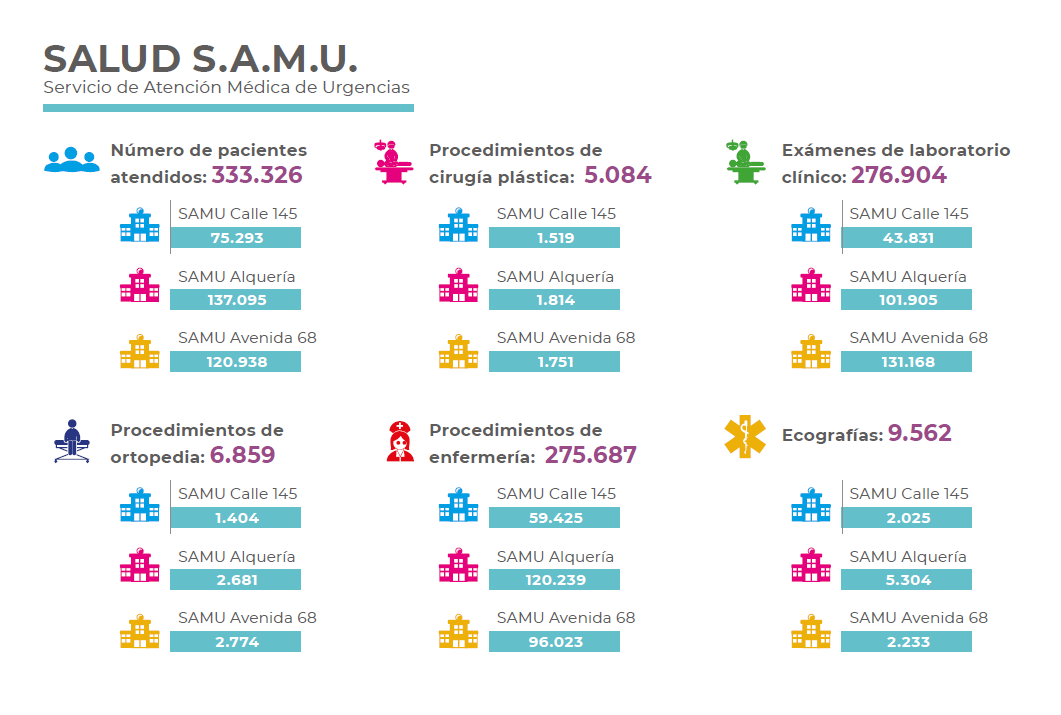 SALUD S.A.M.U.
Servicio de Atención Médica de Urgencias
Número de pacientes
atendidos: 333.326
SAMU Calle 145
75.293
SAMU Alquería
137.095
SAMU Avenida 68
120.938
Procedimientos de
cirugía plástica: 5.084
SAMU Calle 145
1.519
SAMU Alquería
1.814
SAMU Avenida 68
1.751
Exámenes de laboratorio
clínico: 276.904
SAMU Calle 145
43.831
SAMU Alquería
101.905
SAMU Avenida 68
131.168
Procedimientos de
ortopedia: 6.859
SAMU Calle 145
1.404
SAMU Alquería
2.681
SAMU Avenida 68
2.774
Procedimientos de
enfermería: 275.687
SAMU Calle 145
59.425
SAMU Alquería
120.239
SAMU Avenida 68
96.023
Ecografías: 9.562
SAMU Calle 145
2.025
SAMU Alquería
5.304
SAMU Avenida 68
2.233